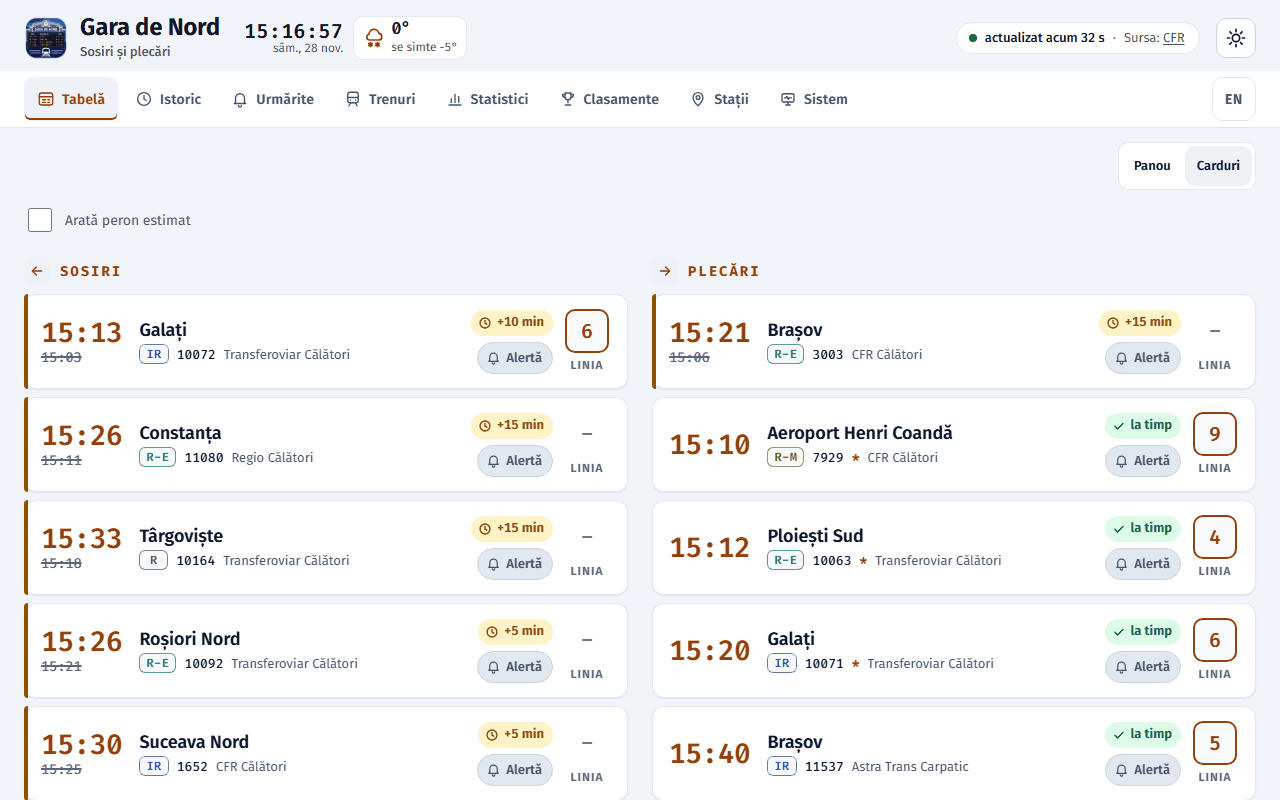 Gara de Nord
Sosiri și plecări
15:16:57
sâm., 28 nov.
0°
se simte -5°
actualizat acum 32 s · Sursa: CFR
Tabelă
Istoric
Urmărite
Trenuri
Statistici
Clasamente
Stații
Sistem
EN
Panou
Carduri
Arată peron estimat
← SOSIRI
15:13
15:03
Galați
IR 10072 Transferoviar Călători
+10 min
Alertă
6
LINIA
15:26
15:11
Constanța
R-E 11080 Regio Călători
+15 min
Alertă
–
LINIA
15:33
15:18
Târgoviște
R 10164 Transferoviar Călători
+15 min
Alertă
–
LINIA
15:26
15:21
Roșiori Nord
R-E 10092 Transferoviar Călători
+5 min
Alertă
–
LINIA
15:30
15:25
Suceava Nord
IR 1652 CFR Călători
+5 min
Alertă
–
LINIA
→ PLECĂRI
15:21
15:06
Brașov
R-E 3003 CFR Călători
+15 min
Alertă
–
LINIA
15:10
Aeroport Henri Coandă
R-M 7929 * CFR Călători
la timp
Alertă
9
LINIA
15:12
Ploiești Sud
R-E 10063 * Transferoviar Călători
la timp
Alertă
4
LINIA
15:20
Galați
IR 10071 * Transferoviar Călători
la timp
Alertă
6
LINIA
15:40
Brașov
IR 11537 Astra Trans Carpatic
la timp
Alertă
5
LINIA